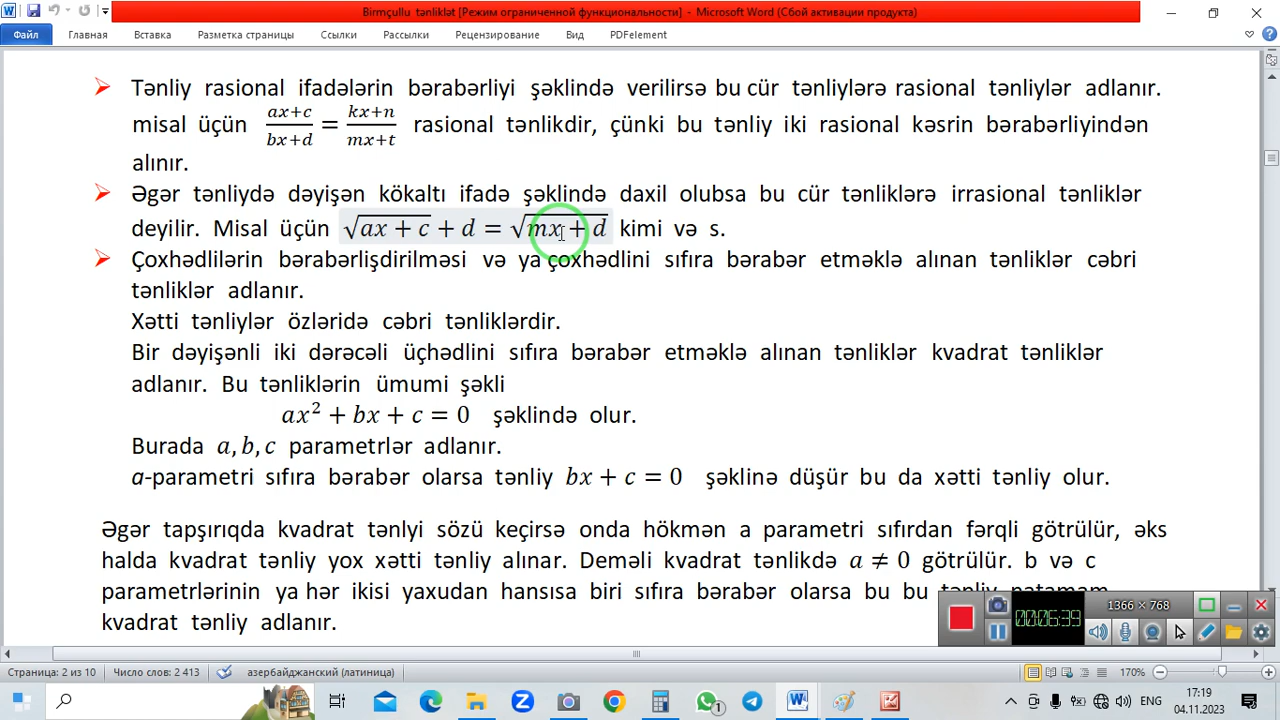 Birmçullu tənliklət [Режим ограниченной функциональности] - Microsoft Word (Сбой активации продукта)
Файл Главная Вставка Разметка страницы Ссылки Рассылки Рецензирование Вид PDFelement
➢ Tənliy rasional ifadələrin bərabərliyi şəklində verilirsə bu cür tənliylərə rasional tənliylər adlanır.
misal üçün (ax+c)/(bx+d) = (kx+n)/(mx+t) rasional tənlikdir, çünki bu tənliy iki rasional kəsrin bərabərliyindən
alınır.
➢ Əgər tənliydə dəyişən kökaltı ifadə şəklində daxil olubsa bu cür tənliklərə irrasional tənliklər
deyilir. Misal üçün √(ax + c) + d = √(mx + d) kimi və s.
➢ Çoxhədlilərin bərabərlişdirilməsi və ya çoxhədlini sıfıra bərabər etməklə alınan tənliklər cəbri
tənliklər adlanır.
Xətti tənliylər özləridə cəbri tənliklərdir.
Bir dəyişənli iki dərəcəli üçhədlini sıfıra bərabər etməklə alınan tənliklər kvadrat tənliklər
adlanır. Bu tənliklərin ümumi şəkli
ax² + bx + c = 0 şəklində olur.
Burada a, b, c parametrlər adlanır.
a-parametri sıfıra bərabər olarsa tənliy bx + c = 0 şəklinə düşür bu da xətti tənliy olur.
Əgər tapşırıqda kvadrat tənlyi sözü keçirsə onda hökmən a parametri sıfırdan fərqli götrülür, əks
halda kvadrat tənliy yox xətti tənliy alınar. Deməli kvadrat tənlikdə a ≠ 0 götrülür. b və c
parametrlərinin ya hər ikisi yaxudan hansısa biri sıfıra bərabər olarsa bu bu tənliy natamam
kvadrat tənliy adlanır.
1366 × 768
00:06:39
Страница: 2 из 10 Число слов: 2 413 азербайджанский (латиница) 170%
1 ENG 17:19
04.11.2023